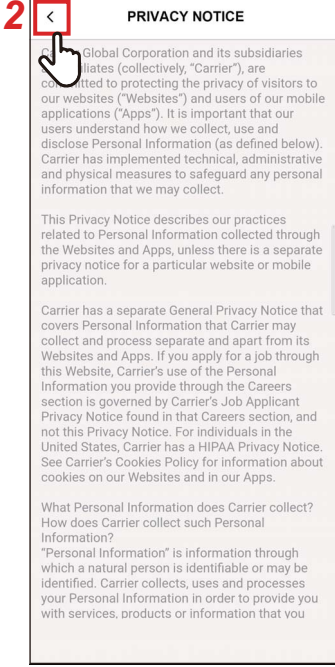 2
PRIVACY NOTICE
Global Corporation and its subsidiaries
(collectively, “Carrier”), are
to protecting the privacy of visitors to
our websites (“Websites”) and users of our mobile
applications (“Apps”). It is important that our
users understand how we collect, use and
disclose Personal Information (as defined below).
Carrier has implemented technical, administrative
and physical measures to safeguard any personal
information that we may collect.
This Privacy Notice describes our practices
related to Personal Information collected through
the Websites and Apps, unless there is a separate
privacy notice for a particular website or mobile
application.
Carrier has a separate General Privacy Notice that
covers Personal Information that Carrier may
collect and process separate and apart from its
Websites and Apps. If you apply for a job through
this Website, Carrier’s use of the Personal
Information you provide through the Careers
section is governed by Carrier’s Job Applicant
Privacy Notice found in that Careers section, and
not this Privacy Notice. For individuals in the
United States, Carrier has a HIPAA Privacy Notice.
See Carrier’s Cookies Policy for information about
cookies on our Websites and in our Apps.
What Personal Information does Carrier collect?
How does Carrier collect such Personal
Information?
“Personal Information” is information through
which a natural person is identifiable or may be
identified. Carrier collects, uses and processes
your Personal Information in order to provide you
with services, products or information that you